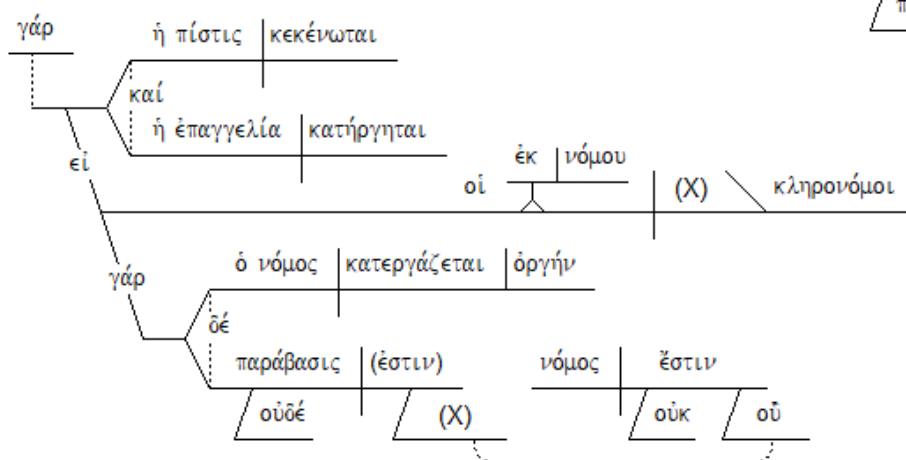 γάρ
π
ἡ πίστις κεκένωται
καί
ἡ ἐπαγγελία κατήργηται
εἰ
ἐκ νόμου
οἱ (X) κληρονόμοι
ὁ νόμος κατεργάζεται ὀργήν
γάρ
δέ
παράβασις (ἐστιν) νόμος ἔστιν
οὐδέ (X) οὐκ οὗ